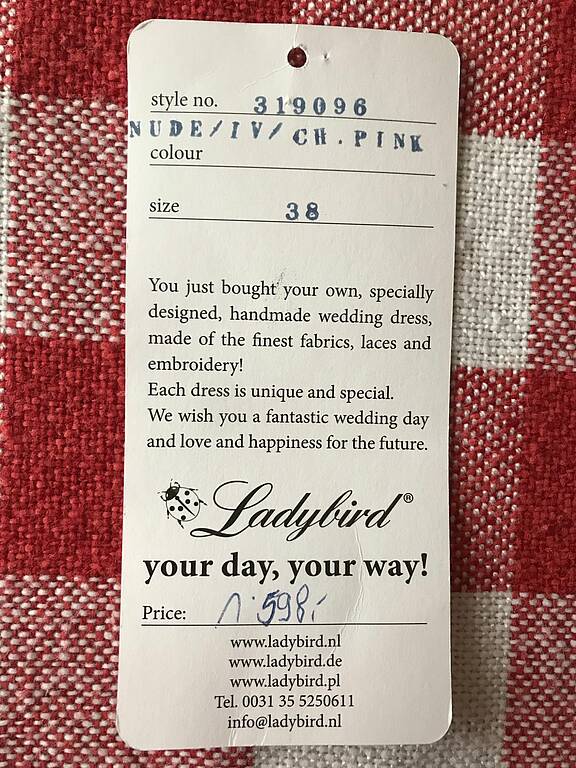 style no. 319096
NUDE/IV/CH.PINK
colour
size 38
You just bought your own, specially
designed, handmade wedding dress,
made of the finest fabrics, laces and
embroidery!
Each dress is unique and special.
We wish you a fantastic wedding day
and love and happiness for the future.
Ladybird®
your day, your way!
Price: 1.598,-
www.ladybird.nl
www.ladybird.de
www.ladybird.pl
Tel. 0031 35 5250611
info@ladybird.nl